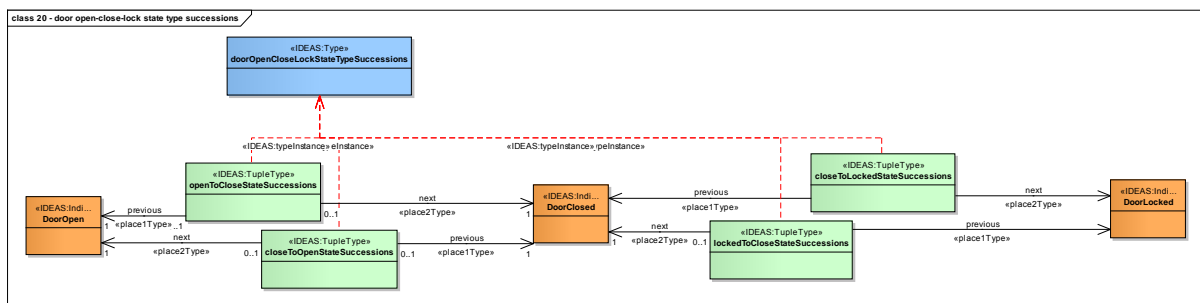 class 20 - door open-close-lock state type successions
«IDEAS:Type»
doorOpenCloseLockStateTypeSuccessions
«IDEAS:typeInstance»
eInstance»
«IDEAS:typeInstance»
ypeInstance»
«IDEAS:TupleType»
openToCloseStateSuccessions
«IDEAS:TupleType»
closeToLockedStateSuccessions
«IDEAS:Indi...
DoorOpen
«IDEAS:Indi...
DoorClosed
«IDEAS:Indi...
DoorLocked
previous
«place1Type»
1
..1
next
«place2Type»
0..1
1
previous
«place1Type»
next
«place2Type»
«IDEAS:TupleType»
closeToOpenStateSuccessions
«IDEAS:TupleType»
lockedToCloseStateSuccessions
next
«place2Type»
1
0..1
previous
«place1Type»
0..1
1
next
«place2Type»
1
0..1
previous
«place1Type»